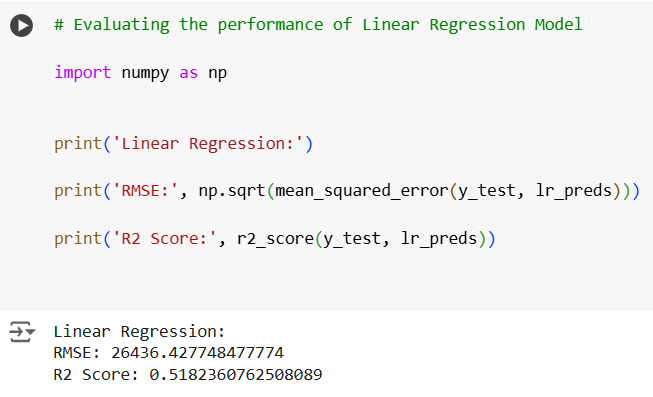 # Evaluating the performance of Linear Regression Model
import numpy as np
print('Linear Regression:')
print('RMSE:', np.sqrt(mean_squared_error(y_test, lr_preds)))
print('R2 Score:', r2_score(y_test, lr_preds))
Linear Regression:
RMSE: 26436.427748477774
R2 Score: 0.5182360762508089